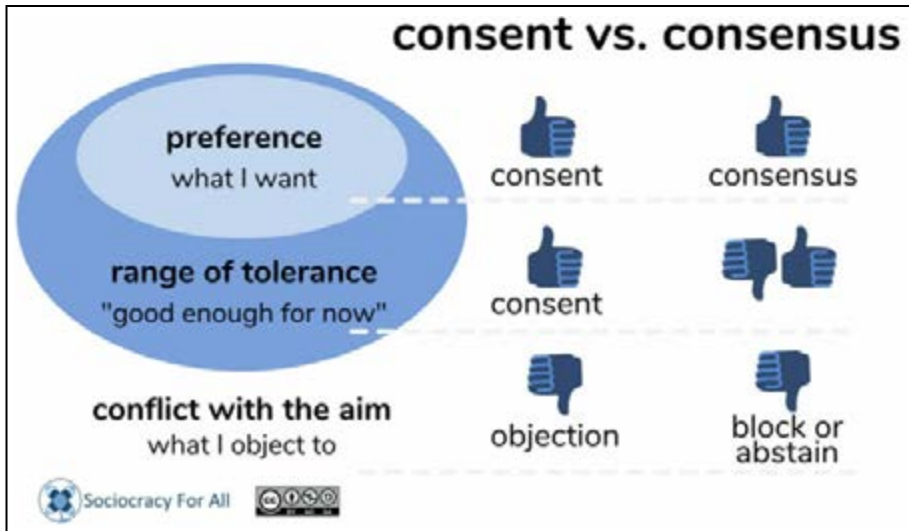 consent vs. consensus
preference
what I want
consent
consensus
range of tolerance
"good enough for now"
consent
conflict with the aim
what I object to
objection
block or
abstain
Sociocracy For All
cc